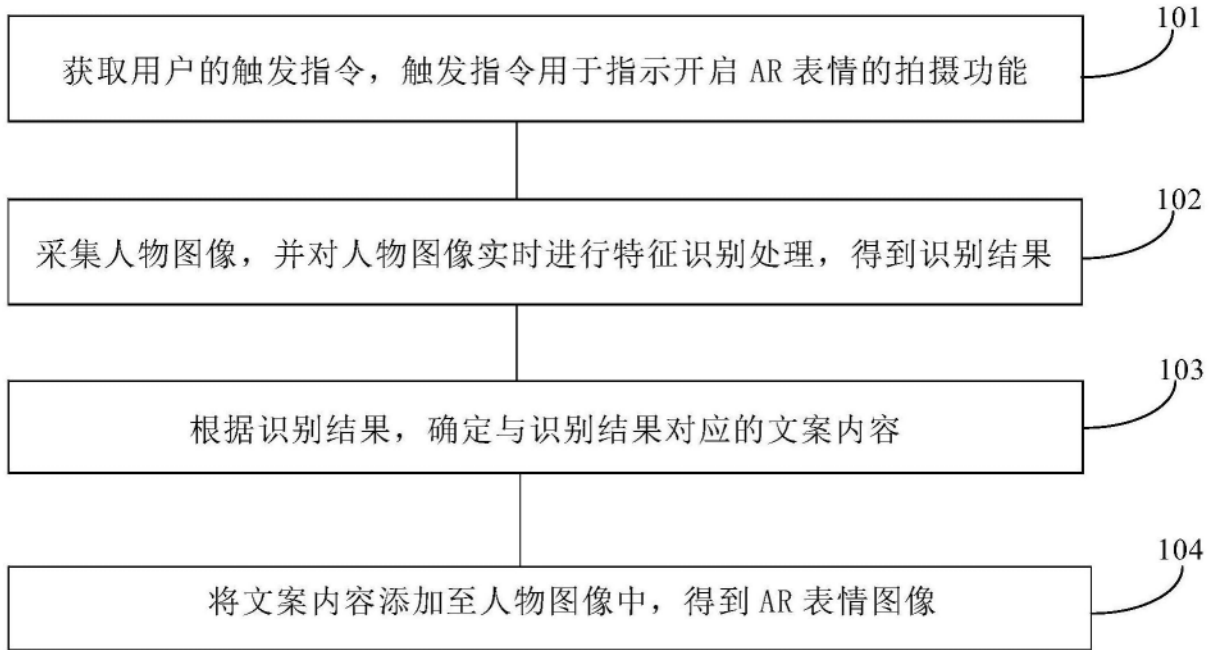 101
获取用户的触发指令，触发指令用于指示开启 AR 表情的拍摄功能
102
采集人物图像，并对人物图像实时进行特征识别处理，得到识别结果
103
根据识别结果，确定与识别结果对应的文案内容
104
将文案内容添加至人物图像中，得到 AR 表情图像